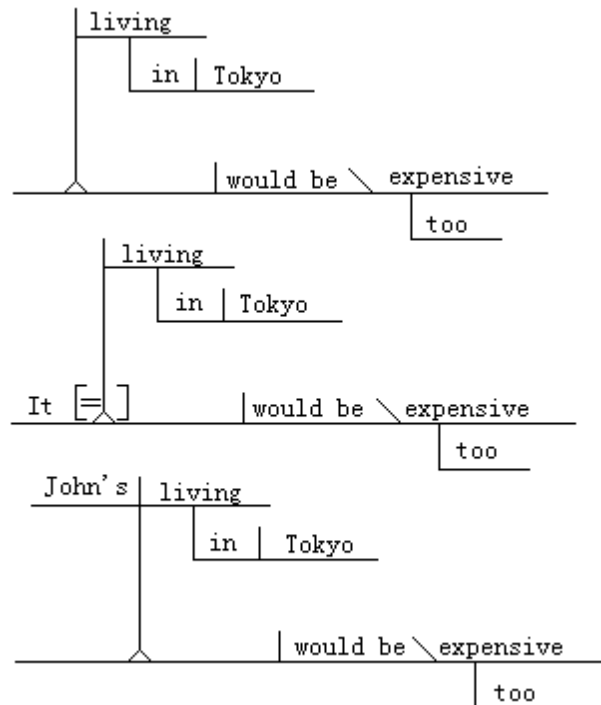 living
in Tokyo
would be expensive
too
living
in Tokyo
It [=] would be expensive
too
John's living
in Tokyo
would be expensive
too